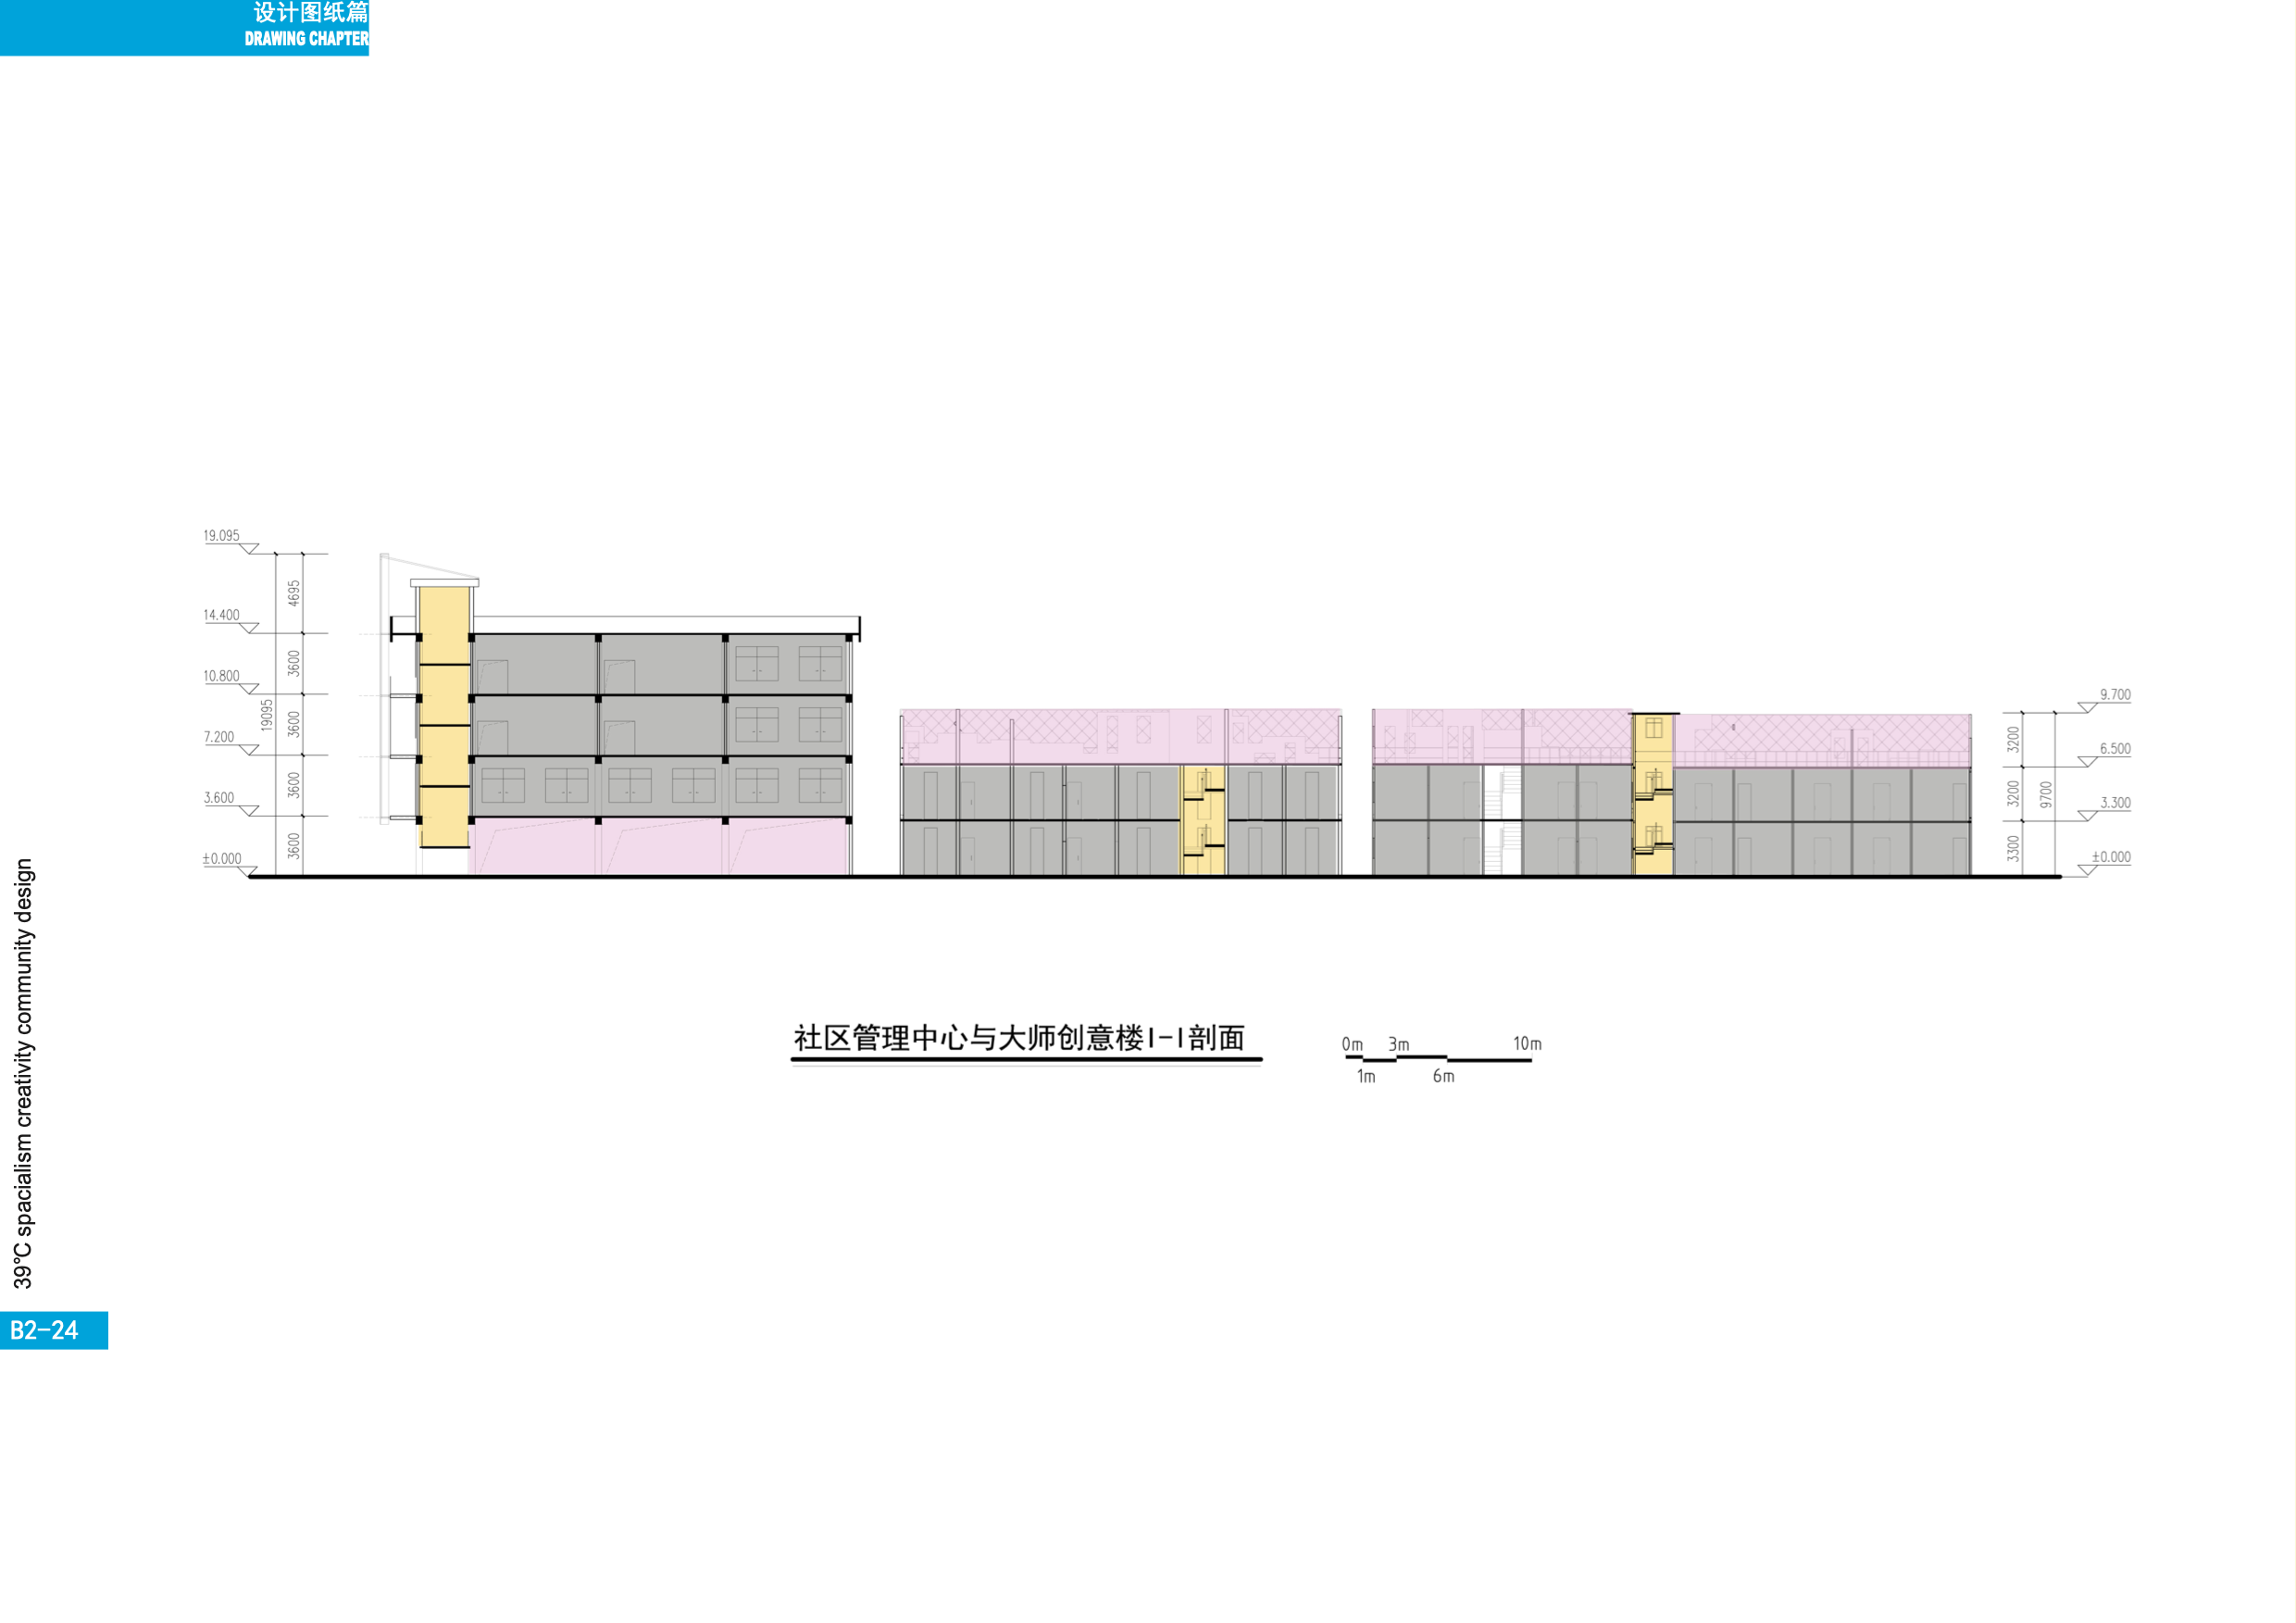 设计图纸篇
DRAWING CHAPTER
19.095
14.400
10.800
7.200
3.600
±0.000
19095
4695
3600
3600
3600
3600
9.700
6.500
3.300
±0.000
3200
3200
3300
9700
社区管理中心与大师创意楼I-I剖面
0m 3m 10m
1m 6m
39℃ spacialism creativity community design
B2-24